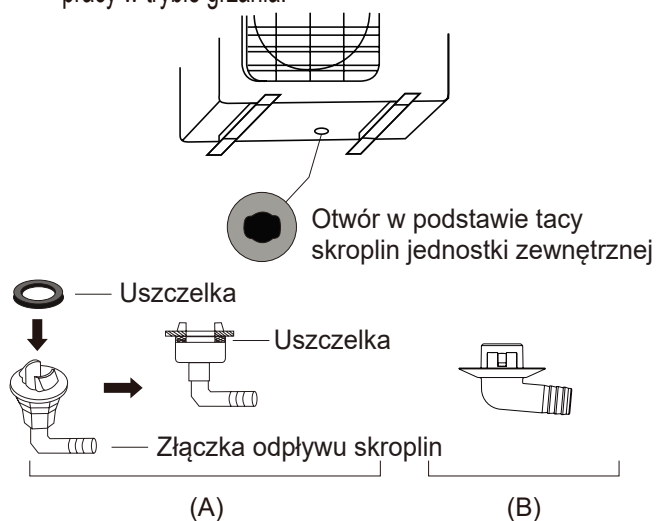 pracy w trybie grzania.
Otwór w podstawie tacy
skroplin jednostki zewnętrznej
Uszczelka
Uszczelka
Złączka odpływu skroplin
(A)
(B)